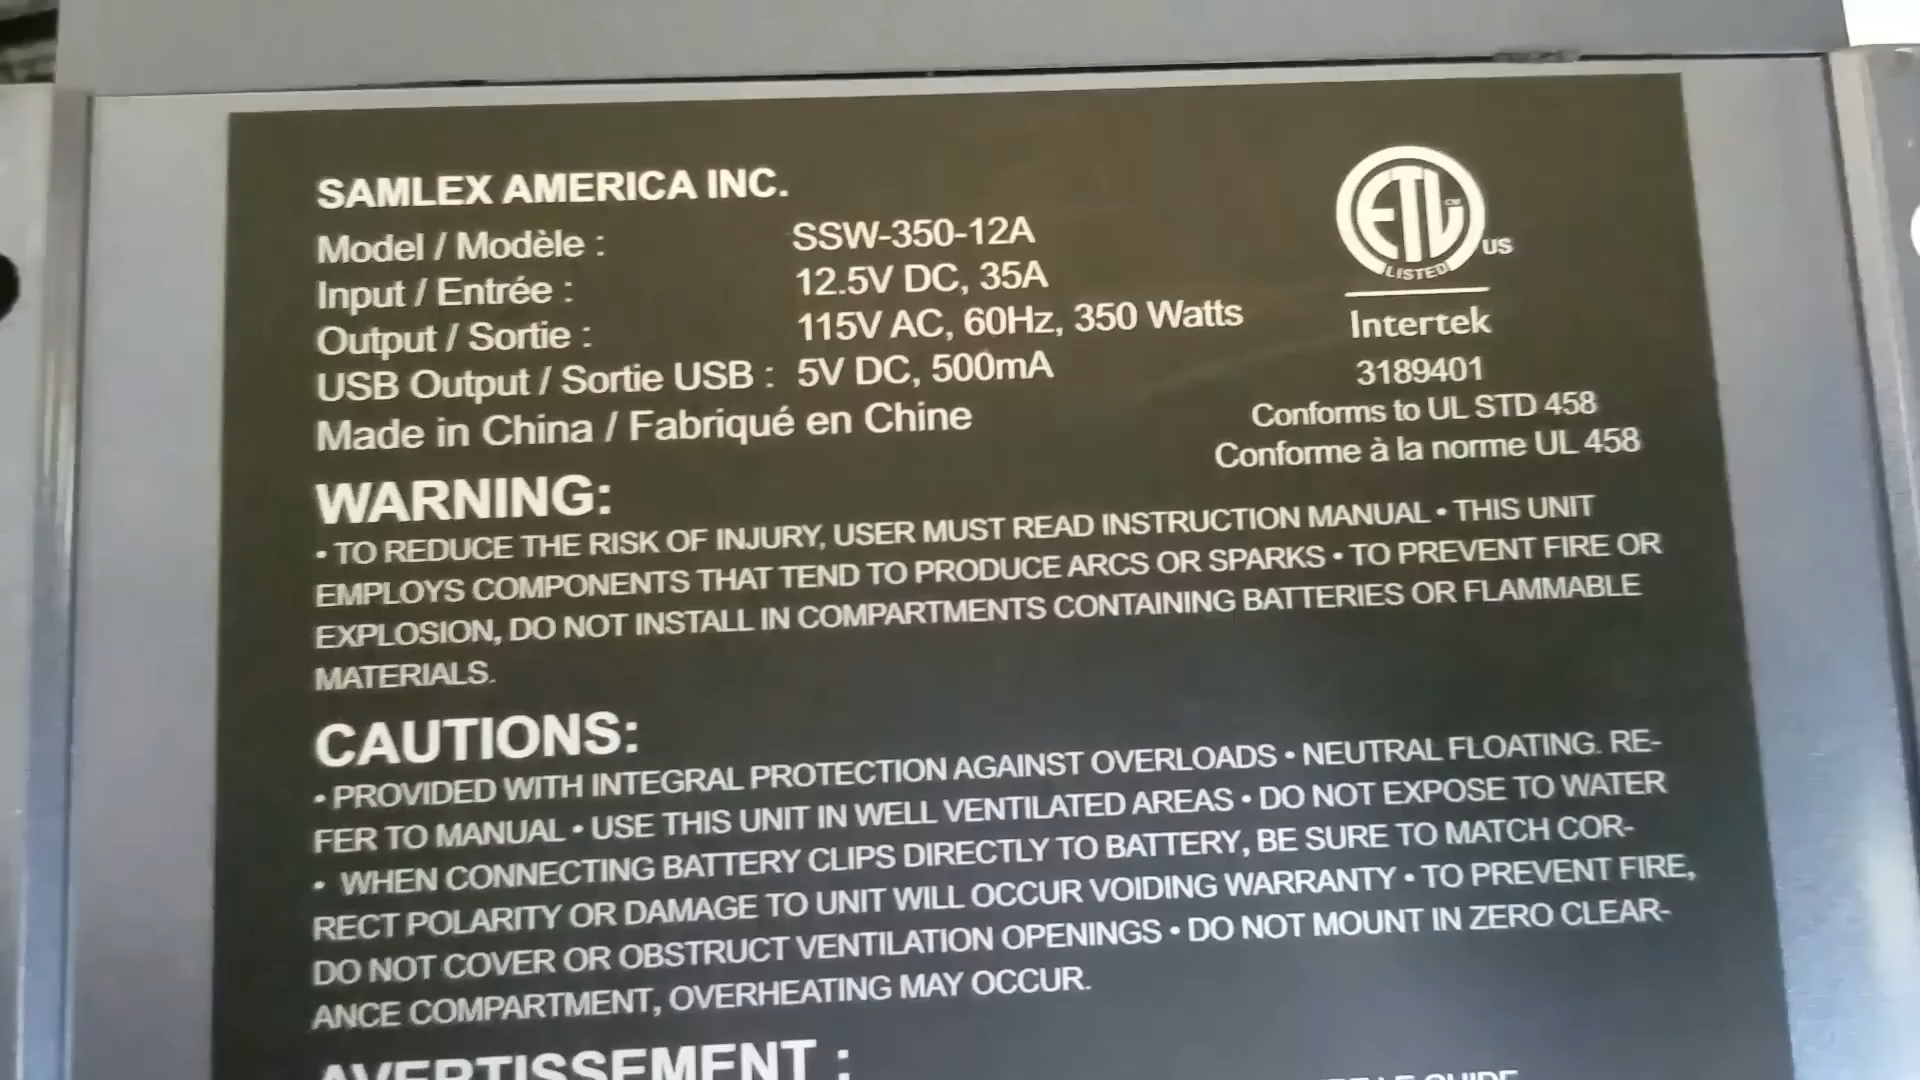 SAMLEX AMERICA INC.
Model / Modèle : SSW-350-12A
Input / Entrée : 12.5V DC, 35A
Output / Sortie : 115V AC, 60Hz, 350 Watts
USB Output / Sortie USB : 5V DC, 500mA
Made in China / Fabriqué en Chine
ETL CM
LISTED
US
Intertek
3189401
Conforms to UL STD 458
Conforme à la norme UL 458
WARNING:
• TO REDUCE THE RISK OF INJURY, USER MUST READ INSTRUCTION MANUAL • THIS UNIT
EMPLOYS COMPONENTS THAT TEND TO PRODUCE ARCS OR SPARKS • TO PREVENT FIRE OR
EXPLOSION, DO NOT INSTALL IN COMPARTMENTS CONTAINING BATTERIES OR FLAMMABLE
MATERIALS.
CAUTIONS:
• PROVIDED WITH INTEGRAL PROTECTION AGAINST OVERLOADS • NEUTRAL FLOATING. RE-
FER TO MANUAL • USE THIS UNIT IN WELL VENTILATED AREAS • DO NOT EXPOSE TO WATER
• WHEN CONNECTING BATTERY CLIPS DIRECTLY TO BATTERY, BE SURE TO MATCH COR-
RECT POLARITY OR DAMAGE TO UNIT WILL OCCUR VOIDING WARRANTY • TO PREVENT FIRE,
DO NOT COVER OR OBSTRUCT VENTILATION OPENINGS • DO NOT MOUNT IN ZERO CLEAR-
ANCE COMPARTMENT, OVERHEATING MAY OCCUR.
AVERTISSEMENT :
LE GUIDE